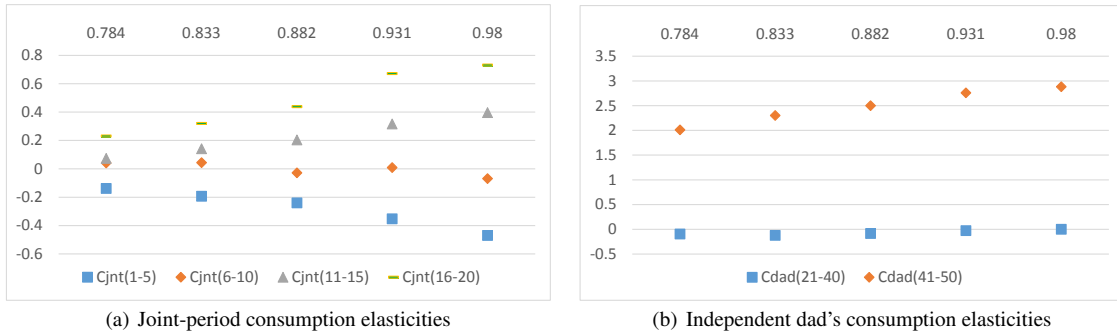 0.784 0.833 0.882 0.931 0.98
0.8
0.6
0.4
0.2
0
-0.2
-0.4
-0.6
Cjnt(1-5) Cjnt(6-10) Cjnt(11-15) Cjnt(16-20)
(a) Joint-period consumption elasticities
0.784 0.833 0.882 0.931 0.98
3.5
3
2.5
2
1.5
1
0.5
0
-0.5
Cdad(21-40) Cdad(41-50)
(b) Independent dad's consumption elasticities